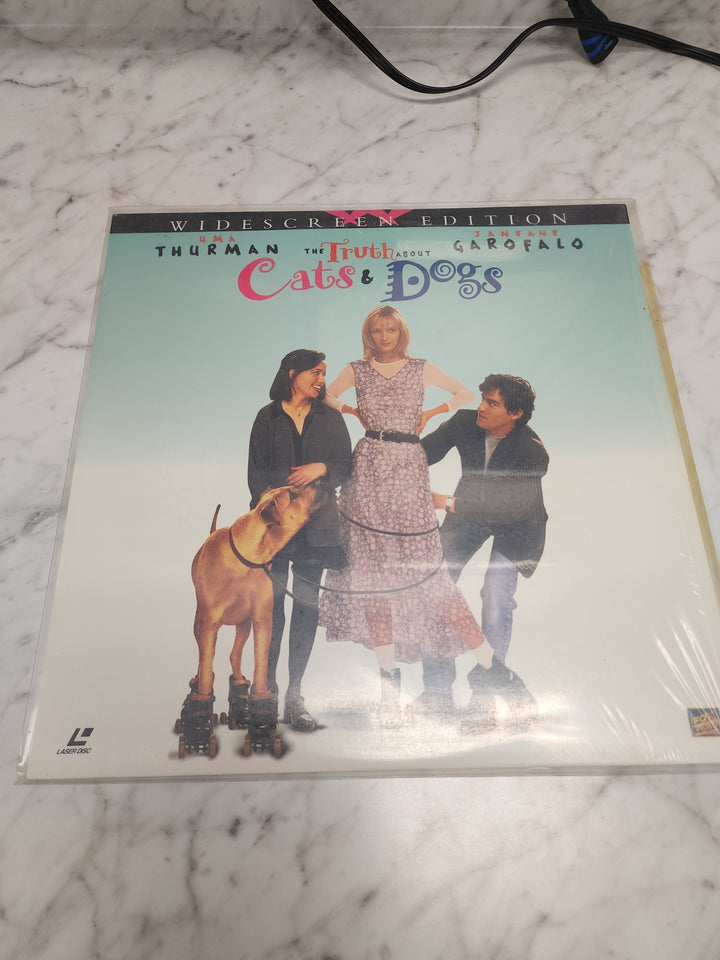 WIDESCREEN EDITION
UMA
THURMAN
THE Truth ABOUT
Cats & Dogs
JANEANE
GAROFALO
LASER DISC